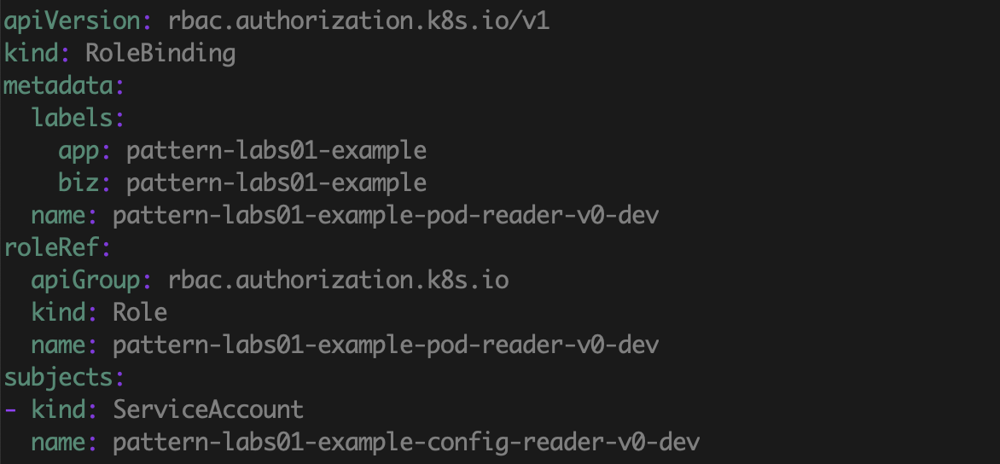 apiVersion: rbac.authorization.k8s.io/v1
kind: RoleBinding
metadata:
  labels:
    app: pattern-labs01-example
    biz: pattern-labs01-example
  name: pattern-labs01-example-pod-reader-v0-dev
roleRef:
  apiGroup: rbac.authorization.k8s.io
  kind: Role
  name: pattern-labs01-example-pod-reader-v0-dev
subjects:
- kind: ServiceAccount
  name: pattern-labs01-example-config-reader-v0-dev